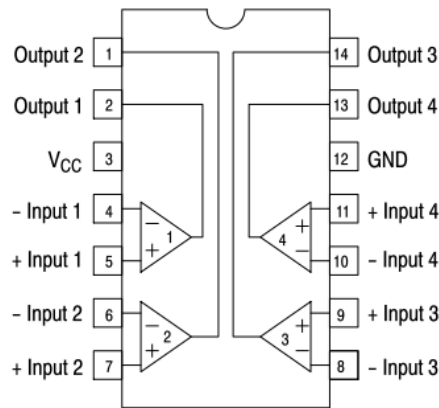 Output 2 1 14 Output 3
Output 1 2 13 Output 4
VCC 3 12 GND
– Input 1 4 – 1 + 4 11 + Input 4
+ Input 1 5 + – 10 – Input 4
– Input 2 6 – 2 + 3 9 + Input 3
+ Input 2 7 + – 8 – Input 3